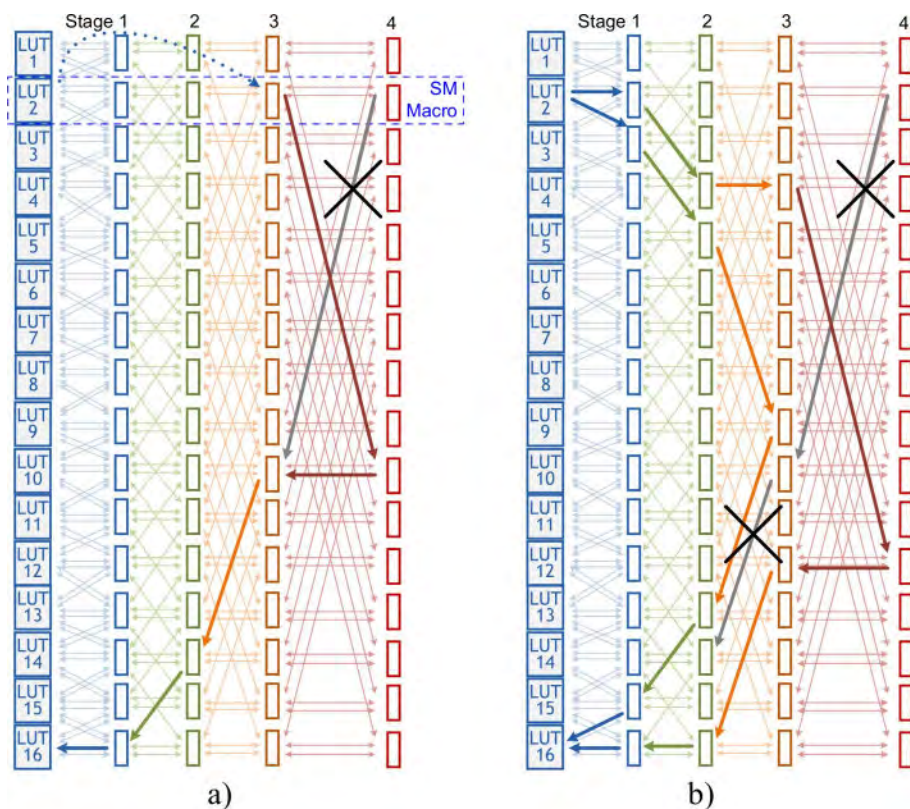 Stage 1 2 3 4
LUT
1
LUT
2
LUT
3
LUT
4
LUT
5
LUT
6
LUT
7
LUT
8
LUT
9
LUT
10
LUT
11
LUT
12
LUT
13
LUT
14
LUT
15
LUT
16
SM
Macro
a)
Stage 1 2 3 4
LUT
1
LUT
2
LUT
3
LUT
4
LUT
5
LUT
6
LUT
7
LUT
8
LUT
9
LUT
10
LUT
11
LUT
12
LUT
13
LUT
14
LUT
15
LUT
16
b)